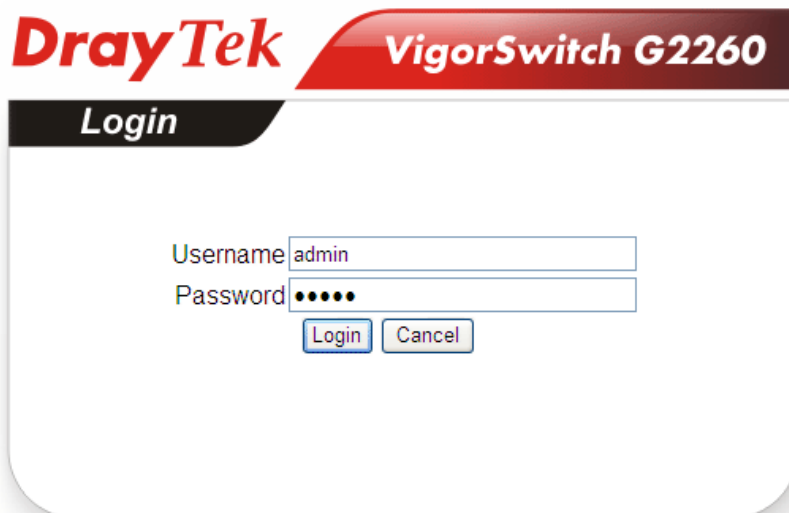 DrayTek
VigorSwitch G2260
Login
Username admin
Password •••••
Login Cancel